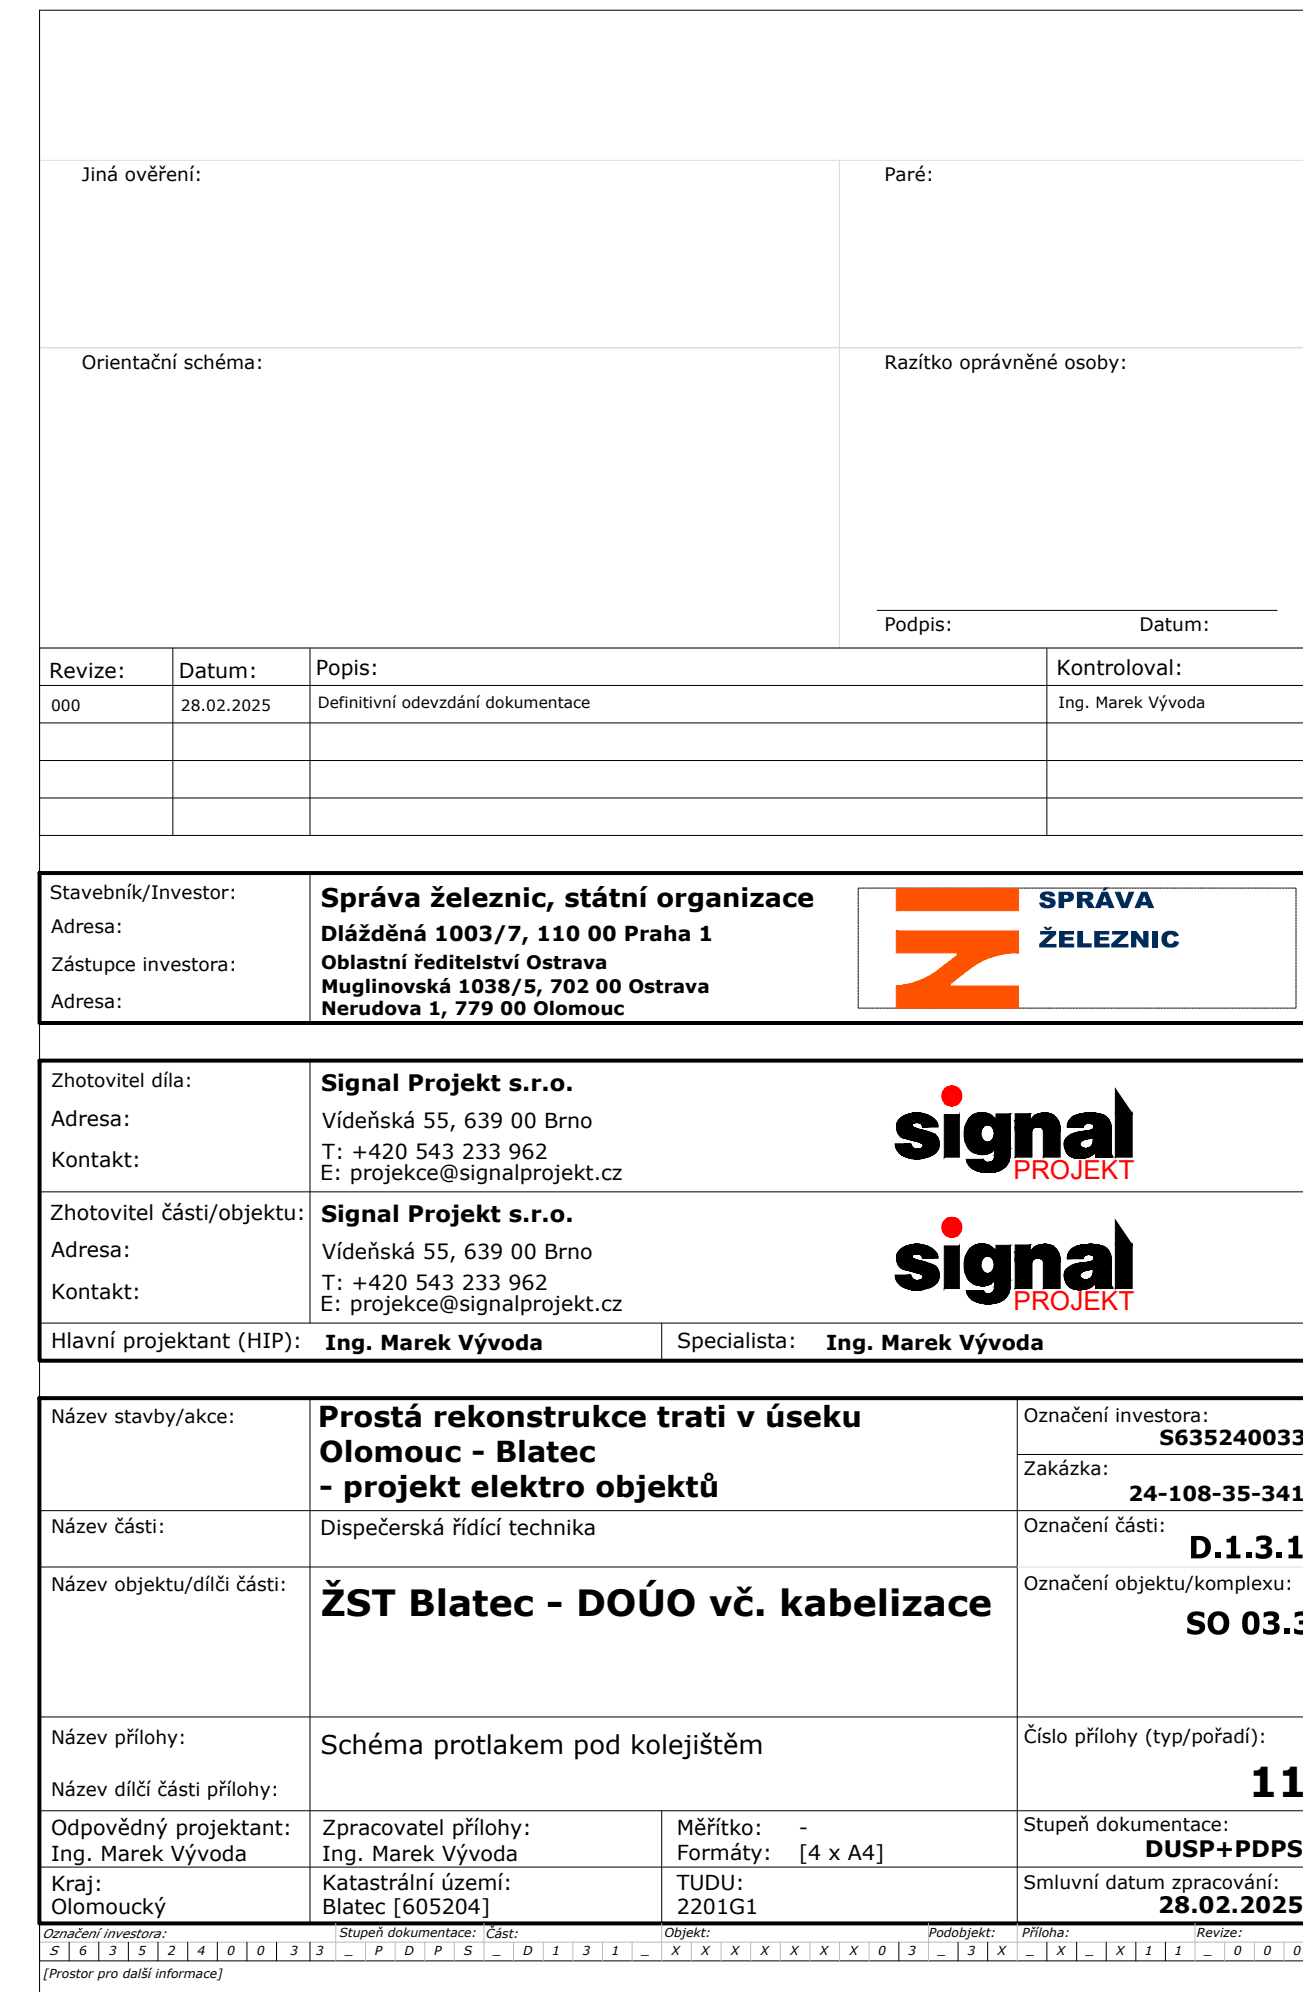 Jiná ověření:
Paré:
Orientační schéma:
Razítko oprávněné osoby:
Podpis: Datum:
Revize: Datum: Popis: Kontroloval:
000 28.02.2025 Definitivní odevzdání dokumentace Ing. Marek Vývoda
Stavebník/Investor: Správa železnic, státní organizace
Adresa: Dlážděná 1003/7, 110 00 Praha 1
Zástupce investora: Oblastní ředitelství Ostrava
Muglinovská 1038/5, 702 00 Ostrava
Adresa: Nerudova 1, 779 00 Olomouc
SPRÁVA
ŽELEZNIC
Zhotovitel díla: Signal Projekt s.r.o.
Adresa: Vídeňská 55, 639 00 Brno
Kontakt: T: +420 543 233 962
E: projekce@signalprojekt.cz
signal
PROJEKT
Zhotovitel části/objektu: Signal Projekt s.r.o.
Adresa: Vídeňská 55, 639 00 Brno
Kontakt: T: +420 543 233 962
E: projekce@signalprojekt.cz
signal
PROJEKT
Hlavní projektant (HIP): Ing. Marek Vývoda Specialista: Ing. Marek Vývoda
Název stavby/akce: Prostá rekonstrukce trati v úseku
Olomouc - Blatec
- projekt elektro objektů
Označení investora:
S635240033
Zakázka:
24-108-35-341
Název části: Dispečerská řídící technika
Označení části:
D.1.3.1
Název objektu/dílči části: ŽST Blatec - DOÚO vč. kabelizace
Označení objektu/komplexu:
SO 03.3
Název přílohy: Schéma protlakem pod kolejištěm
Název dílčí části přílohy:
Číslo přílohy (typ/pořadí):
11
Odpovědný projektant:
Ing. Marek Vývoda
Zpracovatel přílohy:
Ing. Marek Vývoda
Měřítko: -
Formáty: [4 x A4]
Stupeň dokumentace:
DUSP+PDPS
Kraj:
Olomoucký
Katastrální území:
Blatec [605204]
TUDU:
2201G1
Smluvní datum zpracování:
28.02.2025
Označení investora: Stupeň dokumentace: Část: Objekt: Podobjekt: Příloha: Revize:
S 6 3 5 2 4 0 0 3 3 _ P D P S _ D 1 3 1 _ X X X X X X X 0 3 _ 3 X _ X _ X 1 1 _ 0 0 0
[Prostor pro další informace]